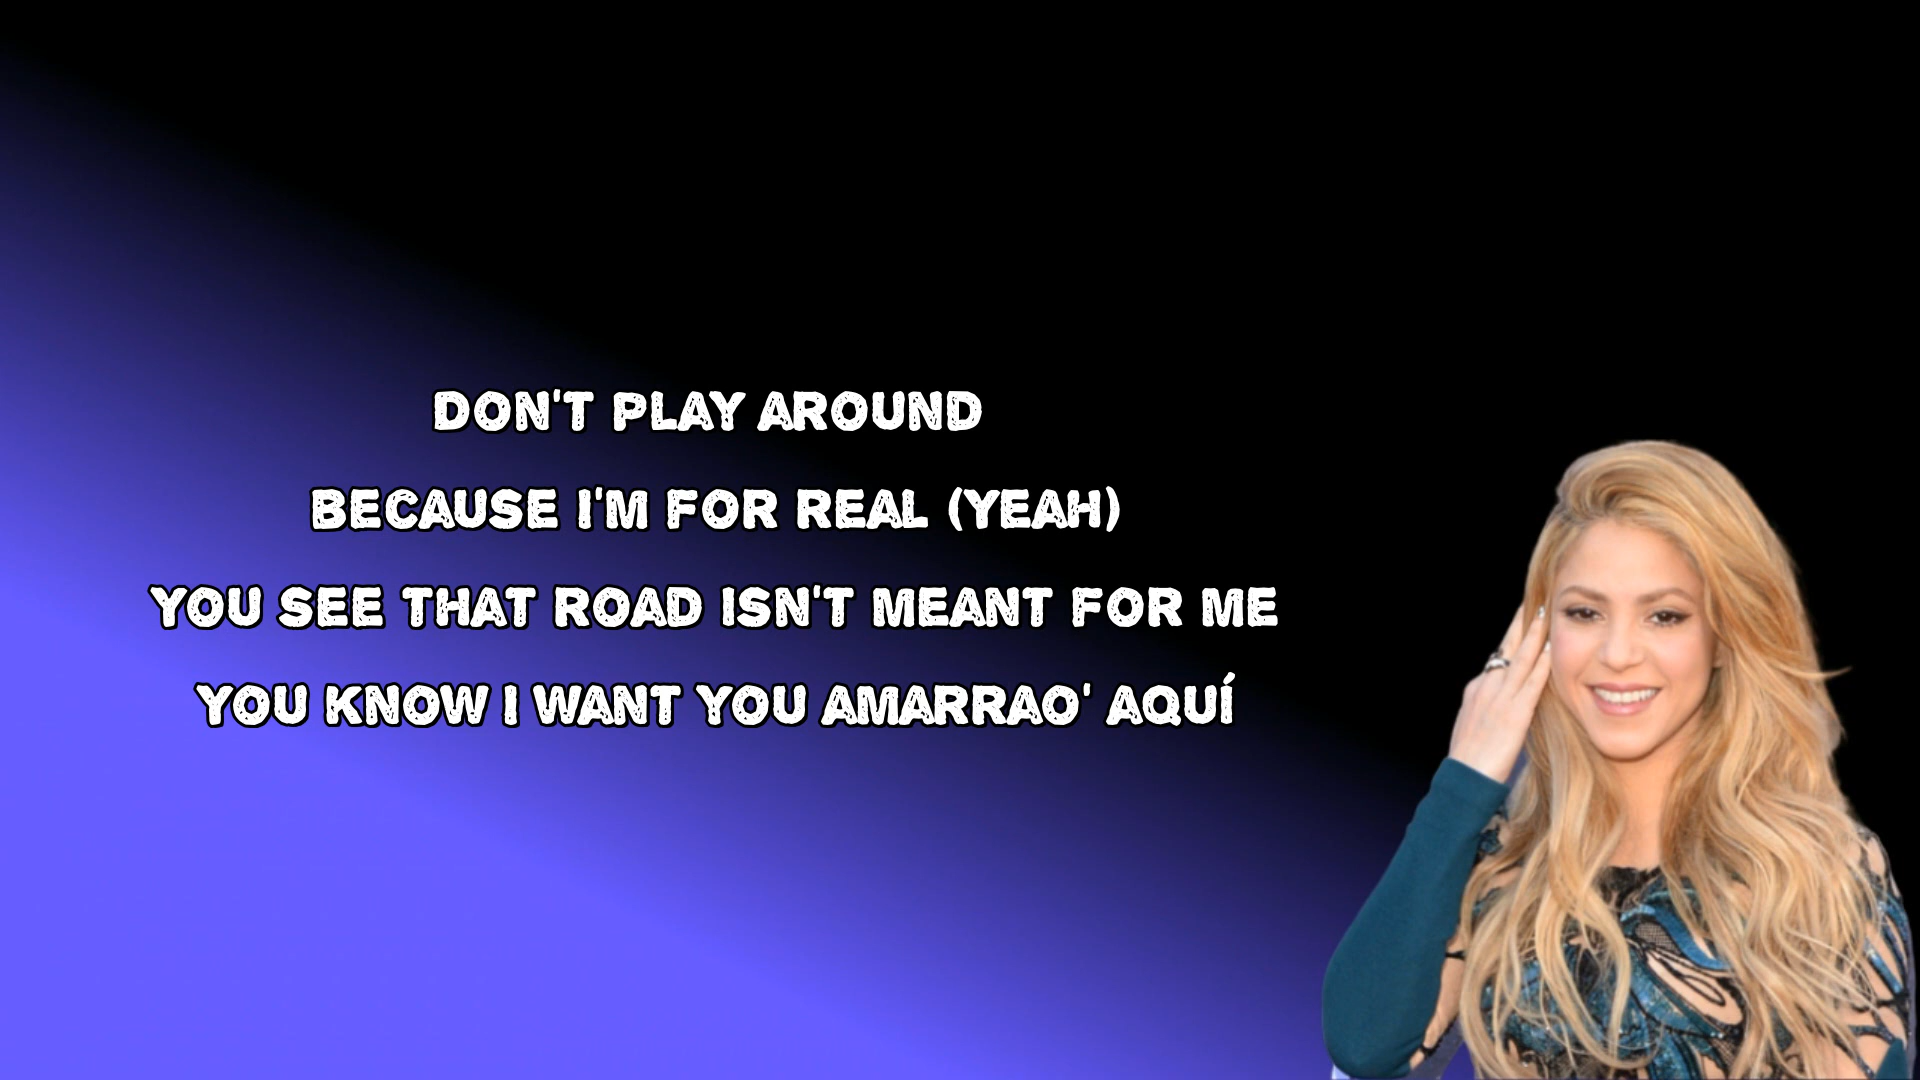 DON'T PLAY AROUND
BECAUSE I'M FOR REAL (YEAH)
YOU SEE THAT ROAD ISN'T MEANT FOR ME
YOU KNOW I WANT YOU AMARRAO' AQUÍ